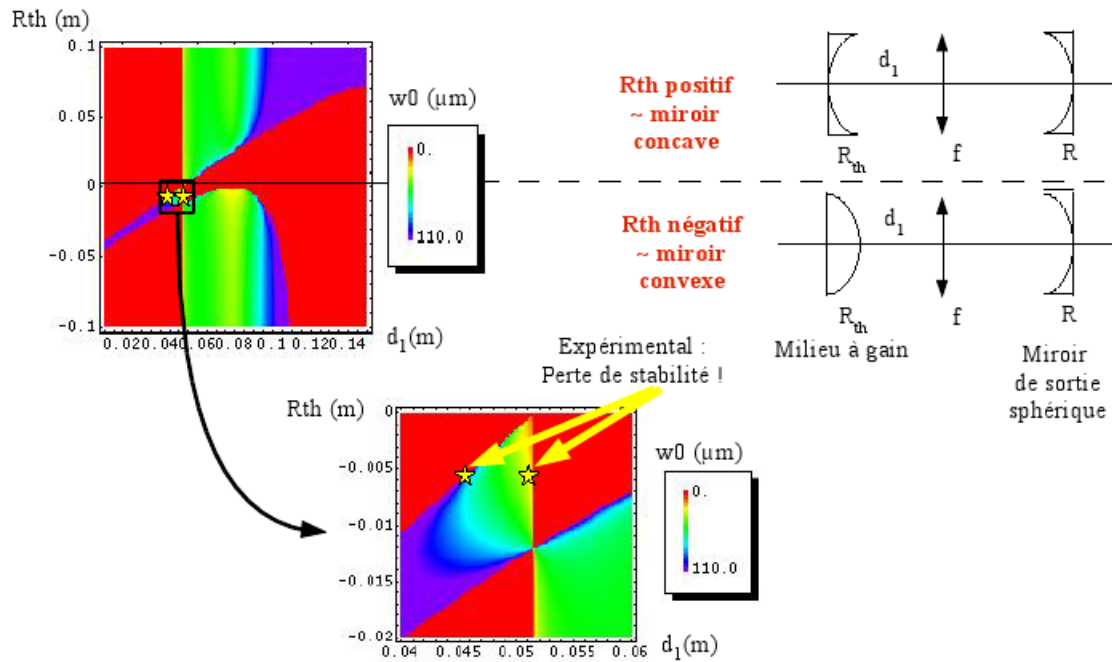 Rth (m)
0.1
0.05
0
-0.05
-0.1
0.020.040.060.08 0.1 0.120.14
d1(m)
w0 (µm)
0.
110.0
Rth positif
~ miroir
concave
d1
Rth
f
R
Rth négatif
~ miroir
convexe
d1
Rth
f
R
Milieu à gain
Miroir
de sortie
sphérique
Expérimental :
Perte de stabilité !
Rth (m)
0
-0.005
-0.01
-0.015
-0.02
0.04 0.045 0.05 0.055 0.06
d1(m)
w0 (µm)
0.
110.0